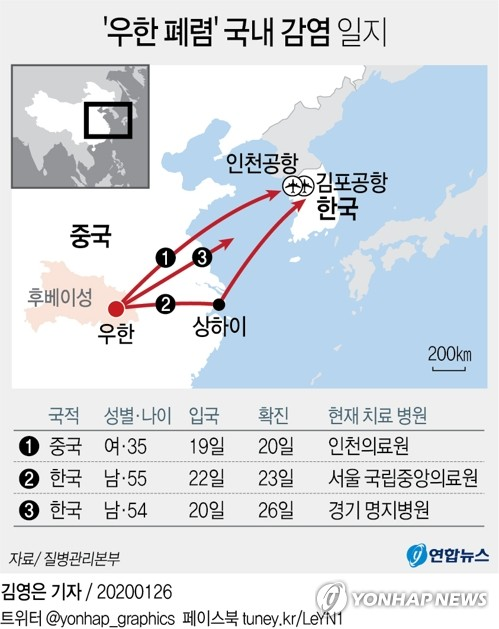 '우한 폐렴' 국내 감염 일지
인천공항
김포공항
한국
중국
1
3
후베이성
2
우한
상하이
200km
국적 성별·나이 입국 확진 현재 치료 병원
1 중국 여·35 19일 20일 인천의료원
2 한국 남·55 22일 23일 서울 국립중앙의료원
3 한국 남·54 20일 26일 경기 명지병원
자료/ 질병관리본부
연합뉴스
김영은 기자 / 20200126
YONHAP NEWS
트위터 @yonhap_graphics 페이스북 tuney.kr/LeYN1